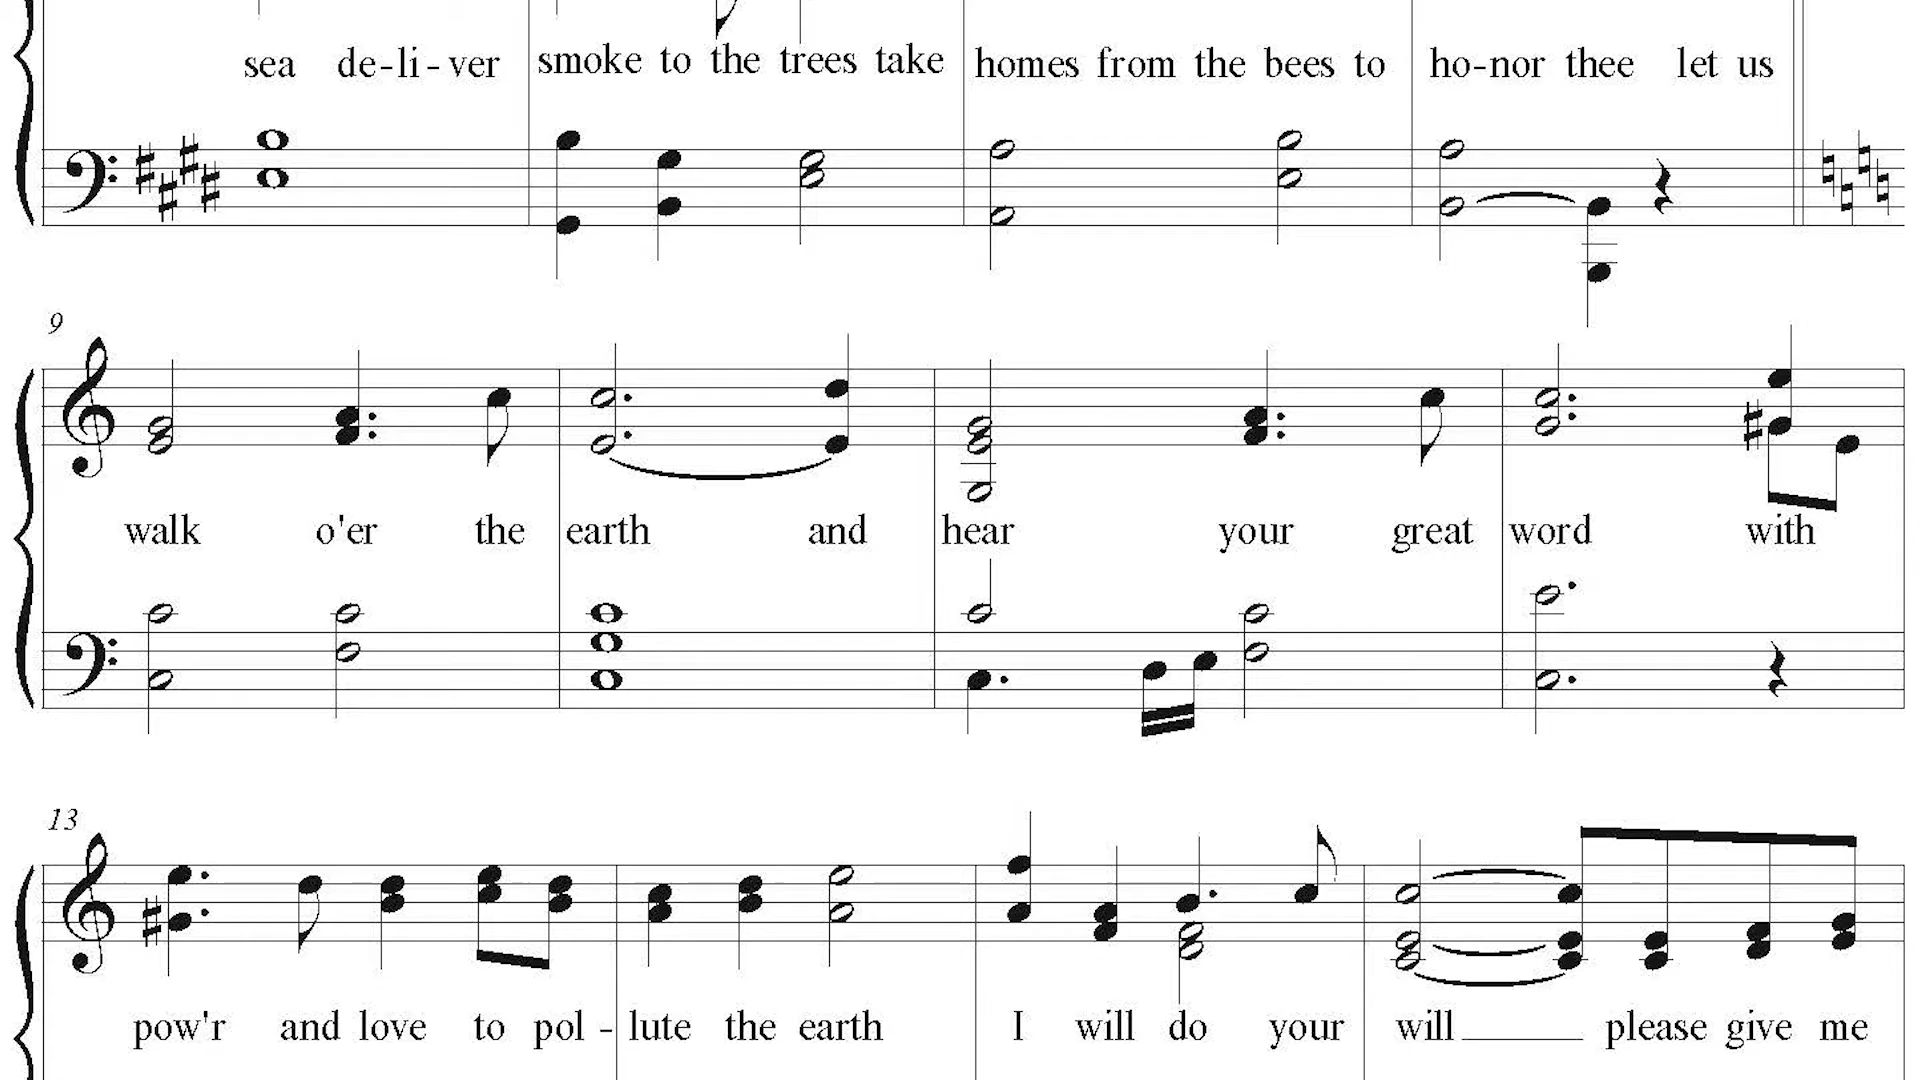 sea de-li-ver smoke to the trees take homes from the bees to ho-nor thee let us
9
walk o'er the earth and hear your great word with
13
pow'r and love to pol-lute the earth I will do your will please give me